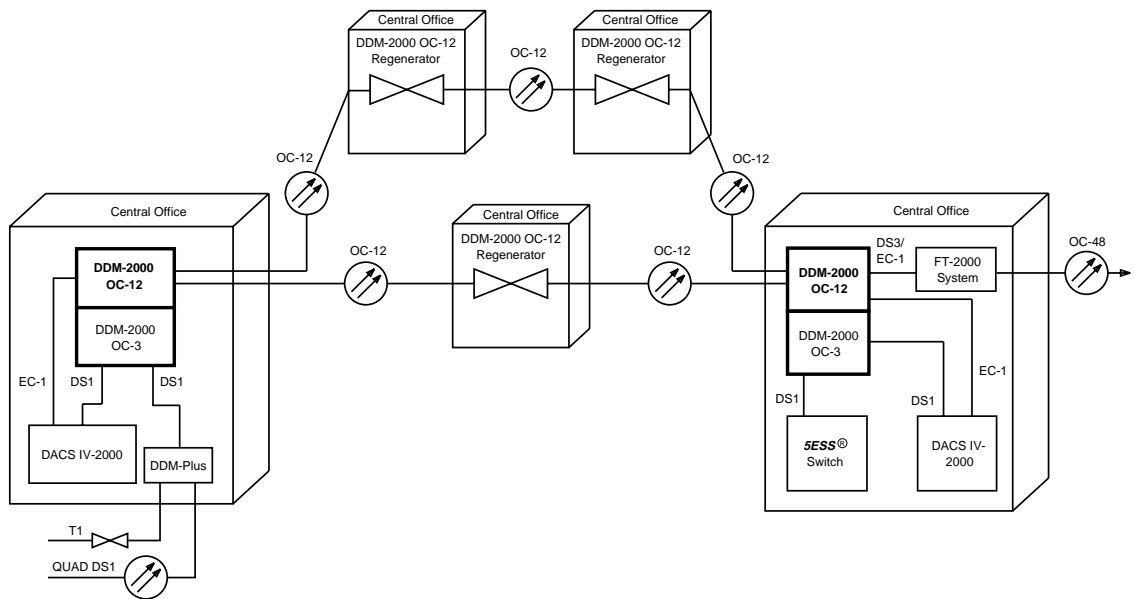 Central Office
DDM-2000 OC-12
Regenerator
OC-12
Central Office
DDM-2000 OC-12
Regenerator
OC-12
OC-12
Central Office
DDM-2000
OC-12
DDM-2000
OC-3
EC-1
DS1
DS1
DACS IV-2000
DDM-Plus
T1
QUAD DS1
OC-12
Central Office
DDM-2000 OC-12
Regenerator
OC-12
Central Office
DDM-2000
OC-12
DS3/
EC-1
FT-2000
System
OC-48
DDM-2000
OC-3
EC-1
DS1
DS1
5ESS®
Switch
DACS IV-
2000